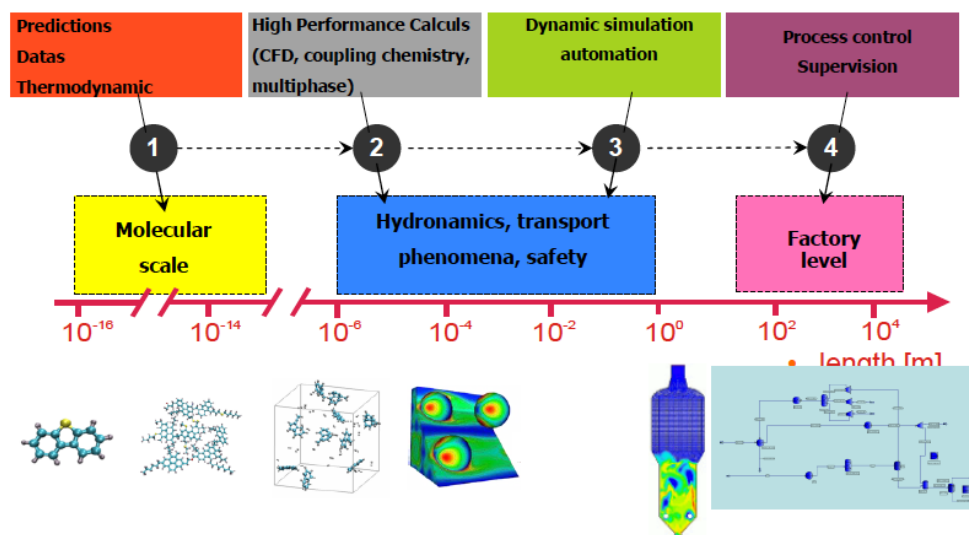 Predictions
Datas
Thermodynamic
High Performance Calculs
(CFD, coupling chemistry,
multiphase)
Dynamic simulation
automation
Process control
Supervision
1
2
3
4
Molecular
scale
Hydronamics, transport
phenomena, safety
Factory
level
10⁻¹⁶
10⁻¹⁴
10⁻⁶
10⁻⁴
10⁻²
10⁰
10²
10⁴
• length [m]